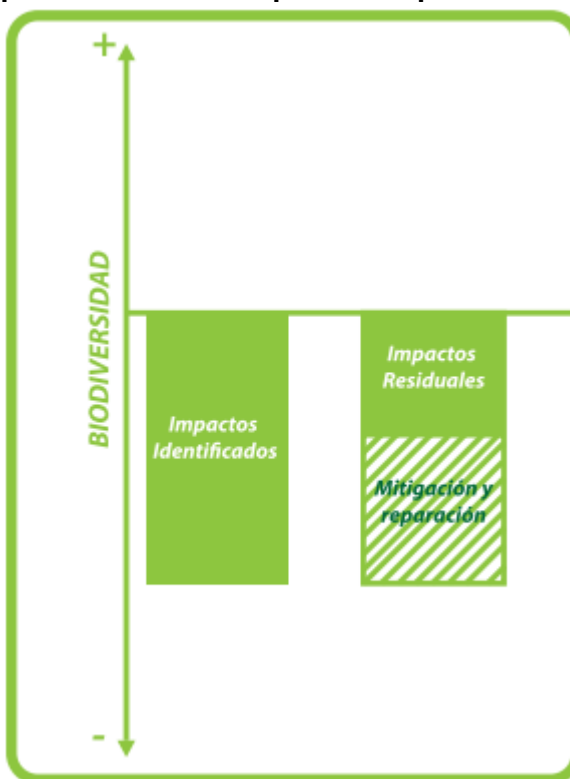 +
BIODIVERSIDAD
Impactos
Identificados
Impactos
Residuales
Mitigación y
reparación
-